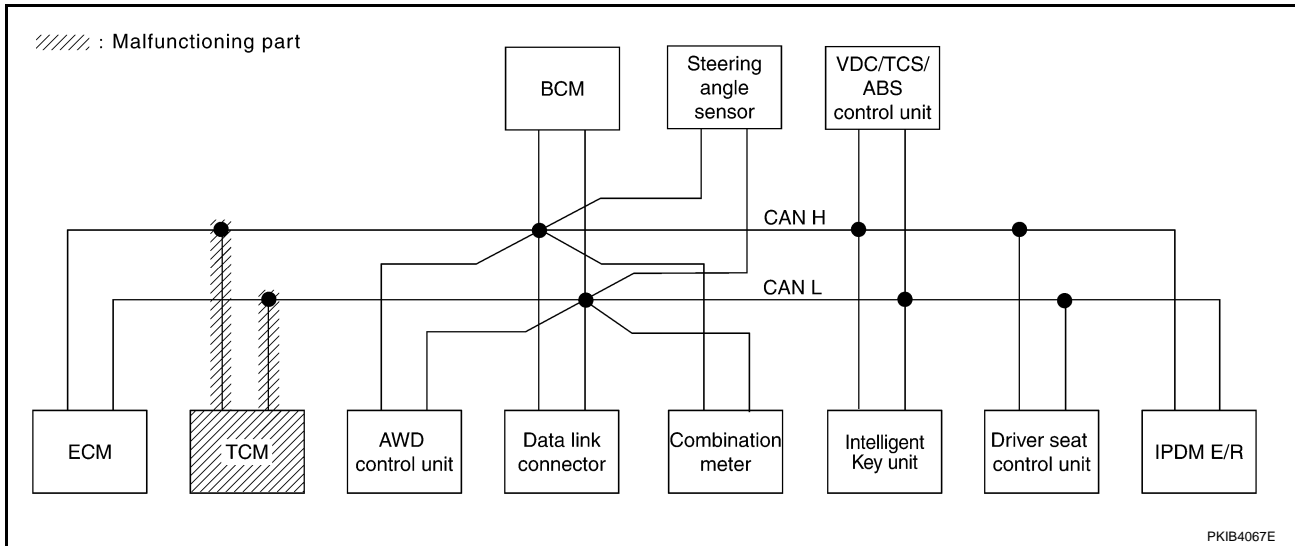 : Malfunctioning part
BCM
Steering
angle
sensor
VDC/TCS/
ABS
control unit
CAN H
CAN L
ECM
TCM
AWD
control unit
Data link
connector
Combination
meter
Intelligent
Key unit
Driver seat
control unit
IPDM E/R
PKIB4067E